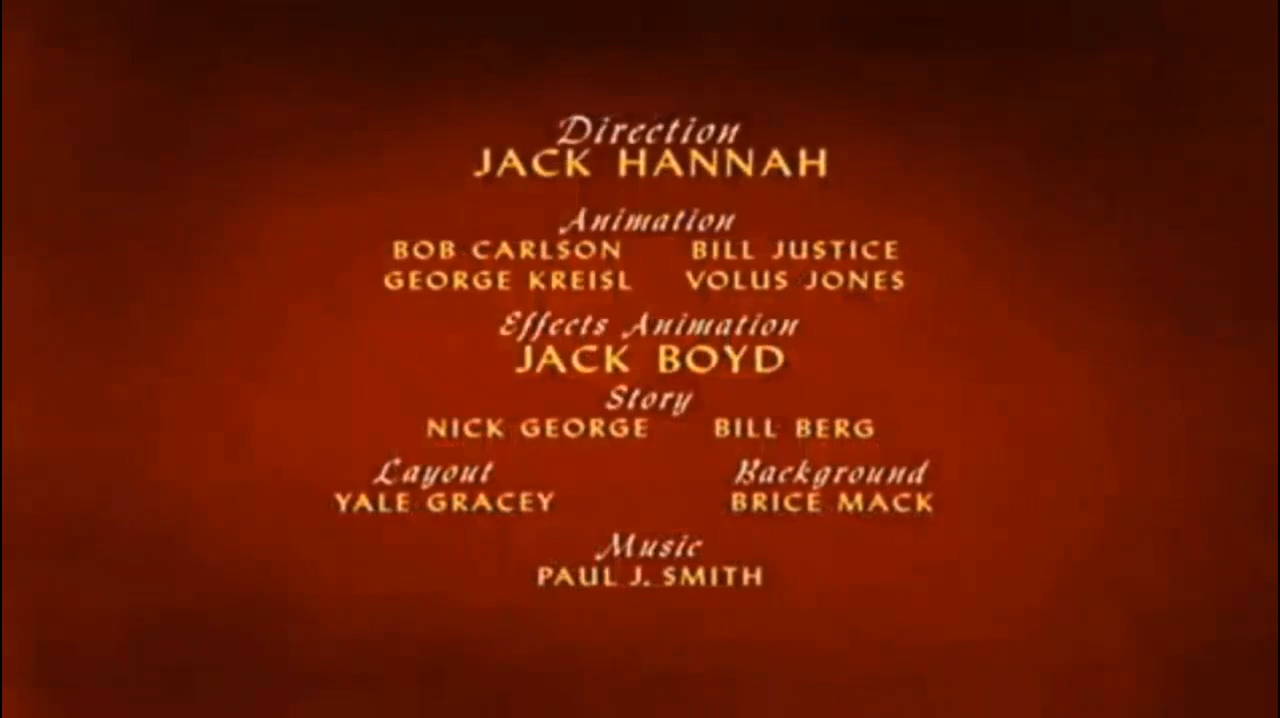 Direction
JACK HANNAH
Animation
BOB CARLSON BILL JUSTICE
GEORGE KREISL VOLUS JONES
Effects Animation
JACK BOYD
Story
NICK GEORGE BILL BERG
Layout Background
YALE GRACEY BRICE MACK
Music
PAUL J. SMITH